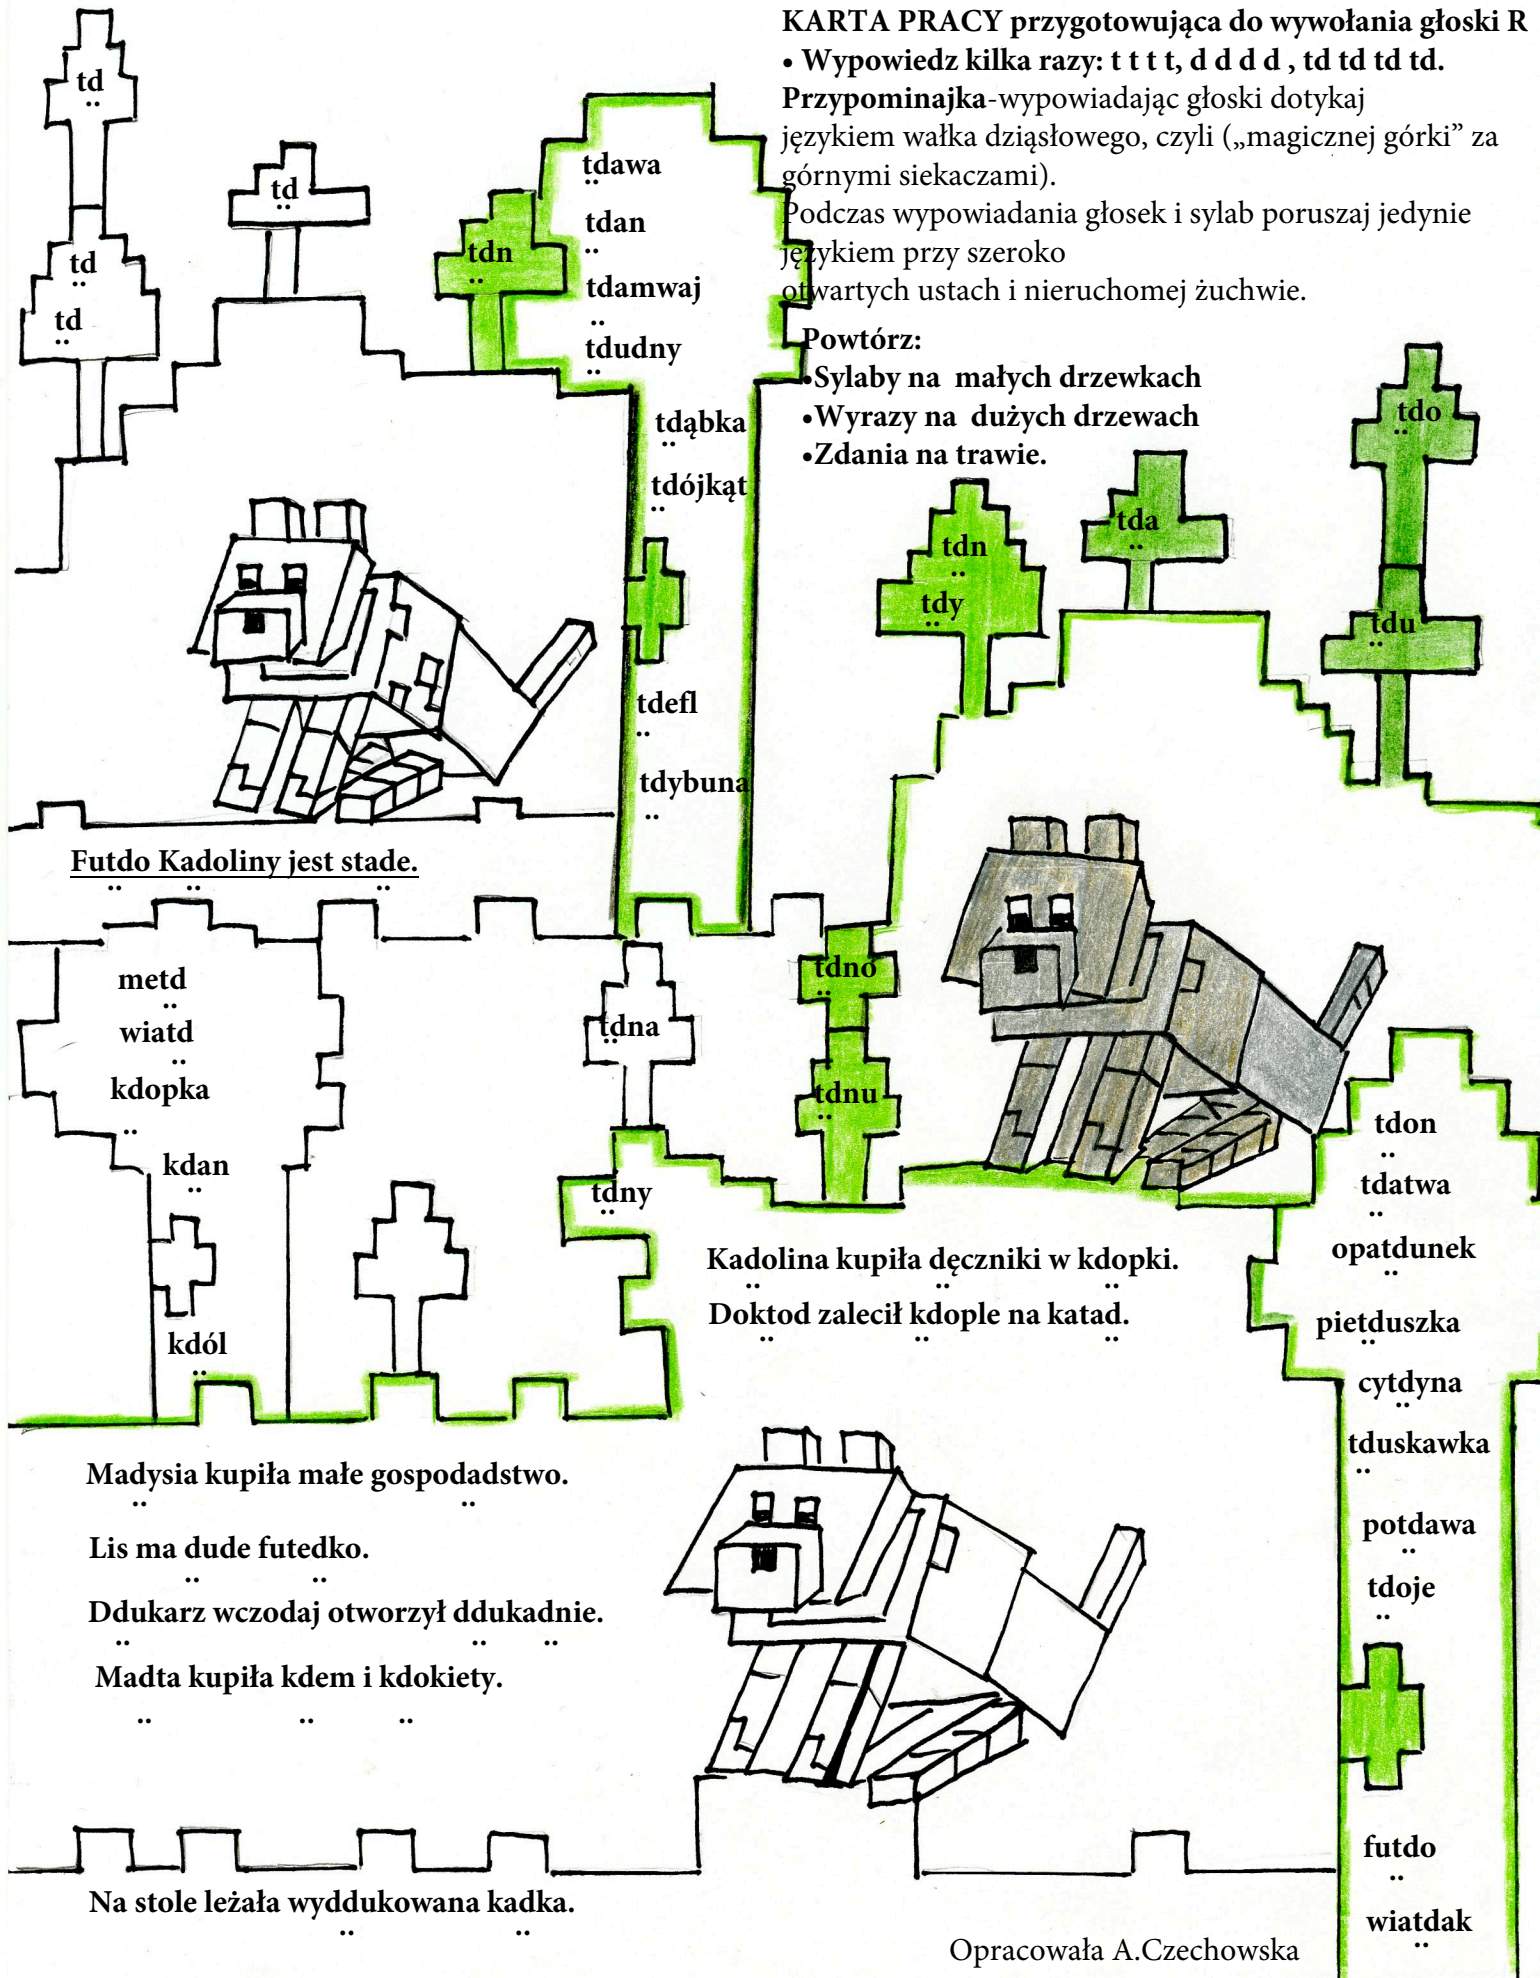 KARTA PRACY przygotowująca do wywołania głoski R
• Wypowiedz kilka razy: t t t t, d d d d , td td td td.
Przypominajka-wypowiadając głoski dotykaj
językiem wałka dziąsłowego, czyli („magicznej górki” za
górnymi siekaczami).
Podczas wypowiadania głosek i sylab poruszaj jedynie
językiem przy szeroko
otwartych ustach i nieruchomej żuchwie.
Powtórz:
•Sylaby na małych drzewkach
•Wyrazy na dużych drzewach
•Zdania na trawie.
td
td
td
td
tdn
tdawa
tdan
tdamwaj
tdudny
tdąbka
tdójkąt
tdefl
tdybuna
tdn
tdy
tda
tdo
tdu
Futdo Kadoliny jest stade.
metd
wiatd
kdopka
kdan
kdól
tdna
tdno
tdnu
tdny
Kadolina kupiła dęczniki w kdopki.
Doktod zalecił kdople na katad.
tdon
tdatwa
opatdunek
pietduszka
cytdyna
tduskawka
potdawa
tdoje
futdo
wiatdak
Madysia kupiła małe gospodadstwo.
Lis ma dude futedko.
Ddukarz wczodaj otworzył ddukadnie.
Madta kupiła kdem i kdokiety.
Na stole leżała wyddukowana kadka.
Opracowała A.Czechowska